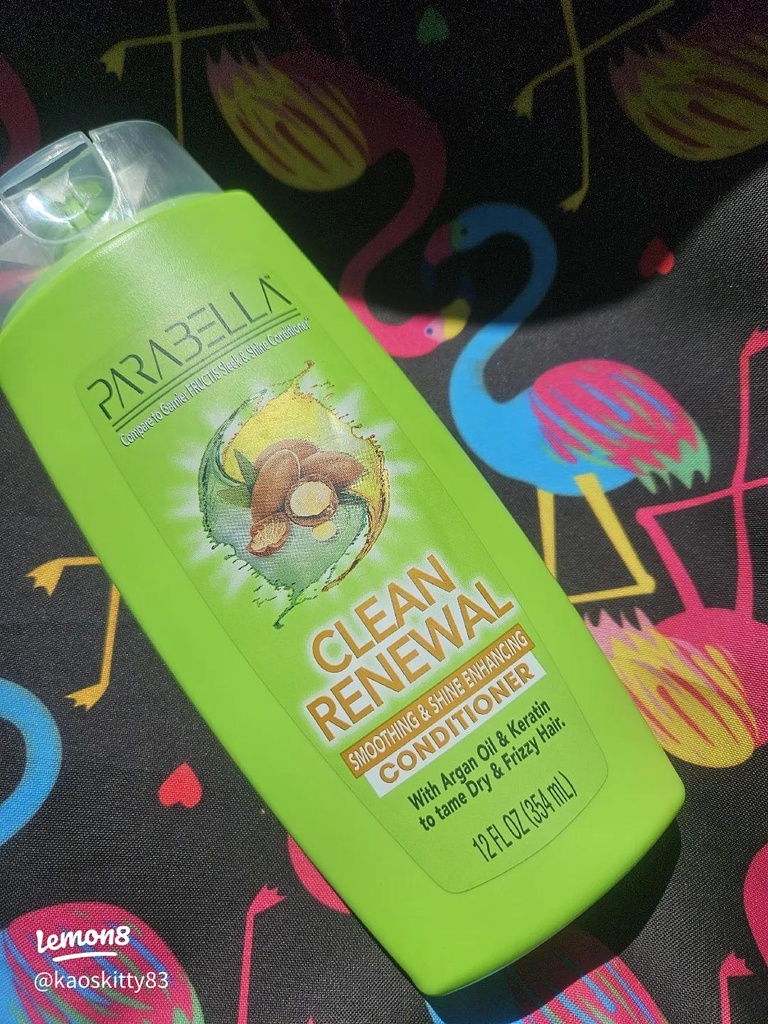 PARABELLA™
Compare to Garnier FRUCTIS Sleek & Shine Conditioner*
CLEAN
RENEWAL
SMOOTHING & SHINE ENHANCING
CONDITIONER
With Argan Oil & Keratin
to tame Dry & Frizzy Hair.
12 FL OZ (354 mL)
Lemon8
@kaoskitty83